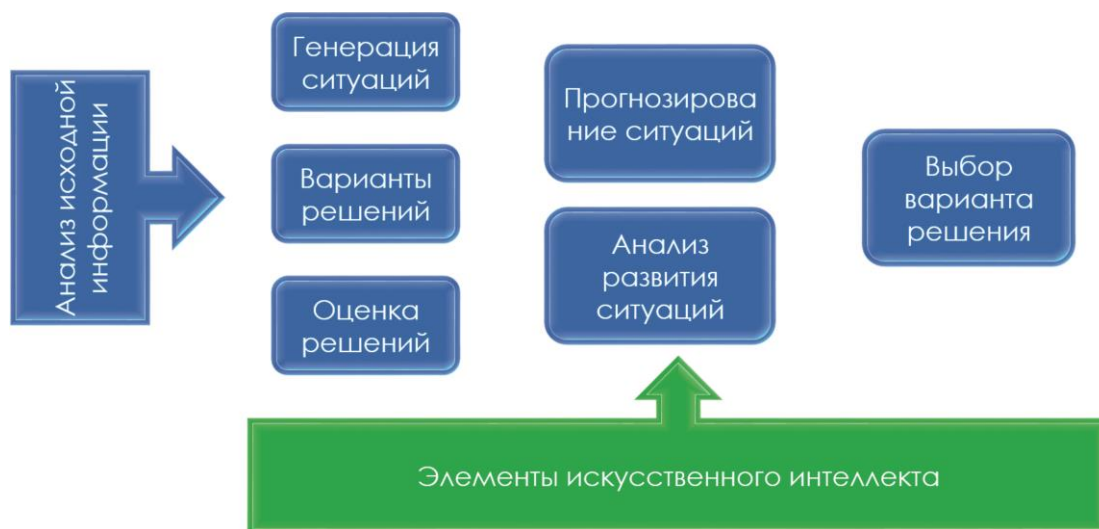 Анализ исходной
информации
Генерация
ситуаций
Варианты
решений
Оценка
решений
Прогнозирова
ние ситуаций
Анализ
развития
ситуаций
Выбор
варианта
решения
Элементы искусственного интеллекта